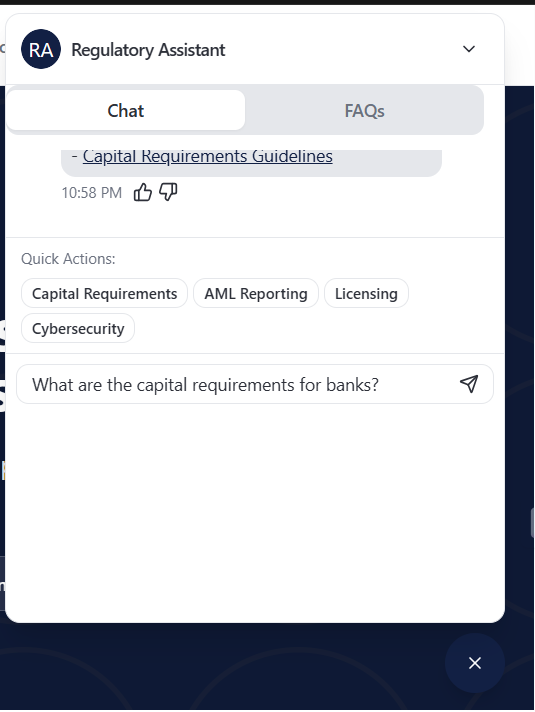 RA Regulatory Assistant
Chat FAQs
- Capital Requirements Guidelines
10:58 PM
Quick Actions:
Capital Requirements AML Reporting Licensing
Cybersecurity
What are the capital requirements for banks?